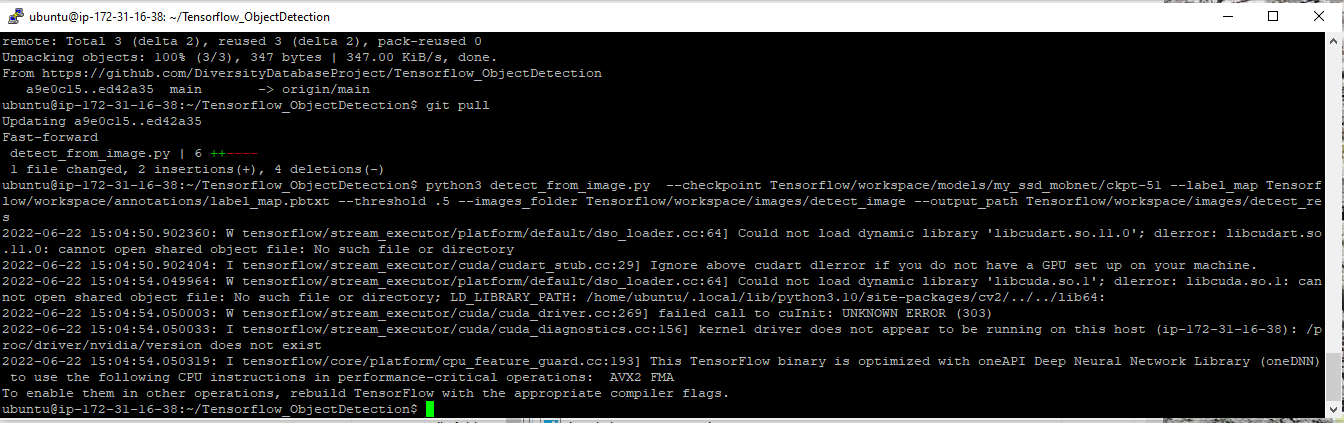 ubuntu@ip-172-31-16-38: ~/Tensorflow_ObjectDetection
remote: Total 3 (delta 2), reused 3 (delta 2), pack-reused 0
Unpacking objects: 100% (3/3), 347 bytes | 347.00 KiB/s, done.
From https://github.com/DiversityDatabaseProject/Tensorflow_ObjectDetection
   a9e0c15..ed42a35  main       -> origin/main
ubuntu@ip-172-31-16-38:~/Tensorflow_ObjectDetection$ git pull
Updating a9e0c15..ed42a35
Fast-forward
 detect_from_image.py | 6 ++----
 1 file changed, 2 insertions(+), 4 deletions(-)
ubuntu@ip-172-31-16-38:~/Tensorflow_ObjectDetection$ python3 detect_from_image.py  --checkpoint Tensorflow/workspace/models/my_ssd_mobnet/ckpt-51 --label_map Tensorf
low/workspace/annotations/label_map.pbtxt --threshold .5 --images_folder Tensorflow/workspace/images/detect_image --output_path Tensorflow/workspace/images/detect_re
s
2022-06-22 15:04:50.902360: W tensorflow/stream_executor/platform/default/dso_loader.cc:64] Could not load dynamic library 'libcudart.so.11.0'; dlerror: libcudart.so
.11.0: cannot open shared object file: No such file or directory
2022-06-22 15:04:50.902404: I tensorflow/stream_executor/cuda/cudart_stub.cc:29] Ignore above cudart dlerror if you do not have a GPU set up on your machine.
2022-06-22 15:04:54.049964: W tensorflow/stream_executor/platform/default/dso_loader.cc:64] Could not load dynamic library 'libcuda.so.1'; dlerror: libcuda.so.1: can
not open shared object file: No such file or directory; LD_LIBRARY_PATH: /home/ubuntu/.local/lib/python3.10/site-packages/cv2/../../lib64:
2022-06-22 15:04:54.050003: W tensorflow/stream_executor/cuda/cuda_driver.cc:269] failed call to cuInit: UNKNOWN ERROR (303)
2022-06-22 15:04:54.050033: I tensorflow/stream_executor/cuda/cuda_diagnostics.cc:156] kernel driver does not appear to be running on this host (ip-172-31-16-38): /p
roc/driver/nvidia/version does not exist
2022-06-22 15:04:54.050319: I tensorflow/core/platform/cpu_feature_guard.cc:193] This TensorFlow binary is optimized with oneAPI Deep Neural Network Library (oneDNN)
 to use the following CPU instructions in performance-critical operations:  AVX2 FMA
To enable them in other operations, rebuild TensorFlow with the appropriate compiler flags.
ubuntu@ip-172-31-16-38:~/Tensorflow_ObjectDetection$